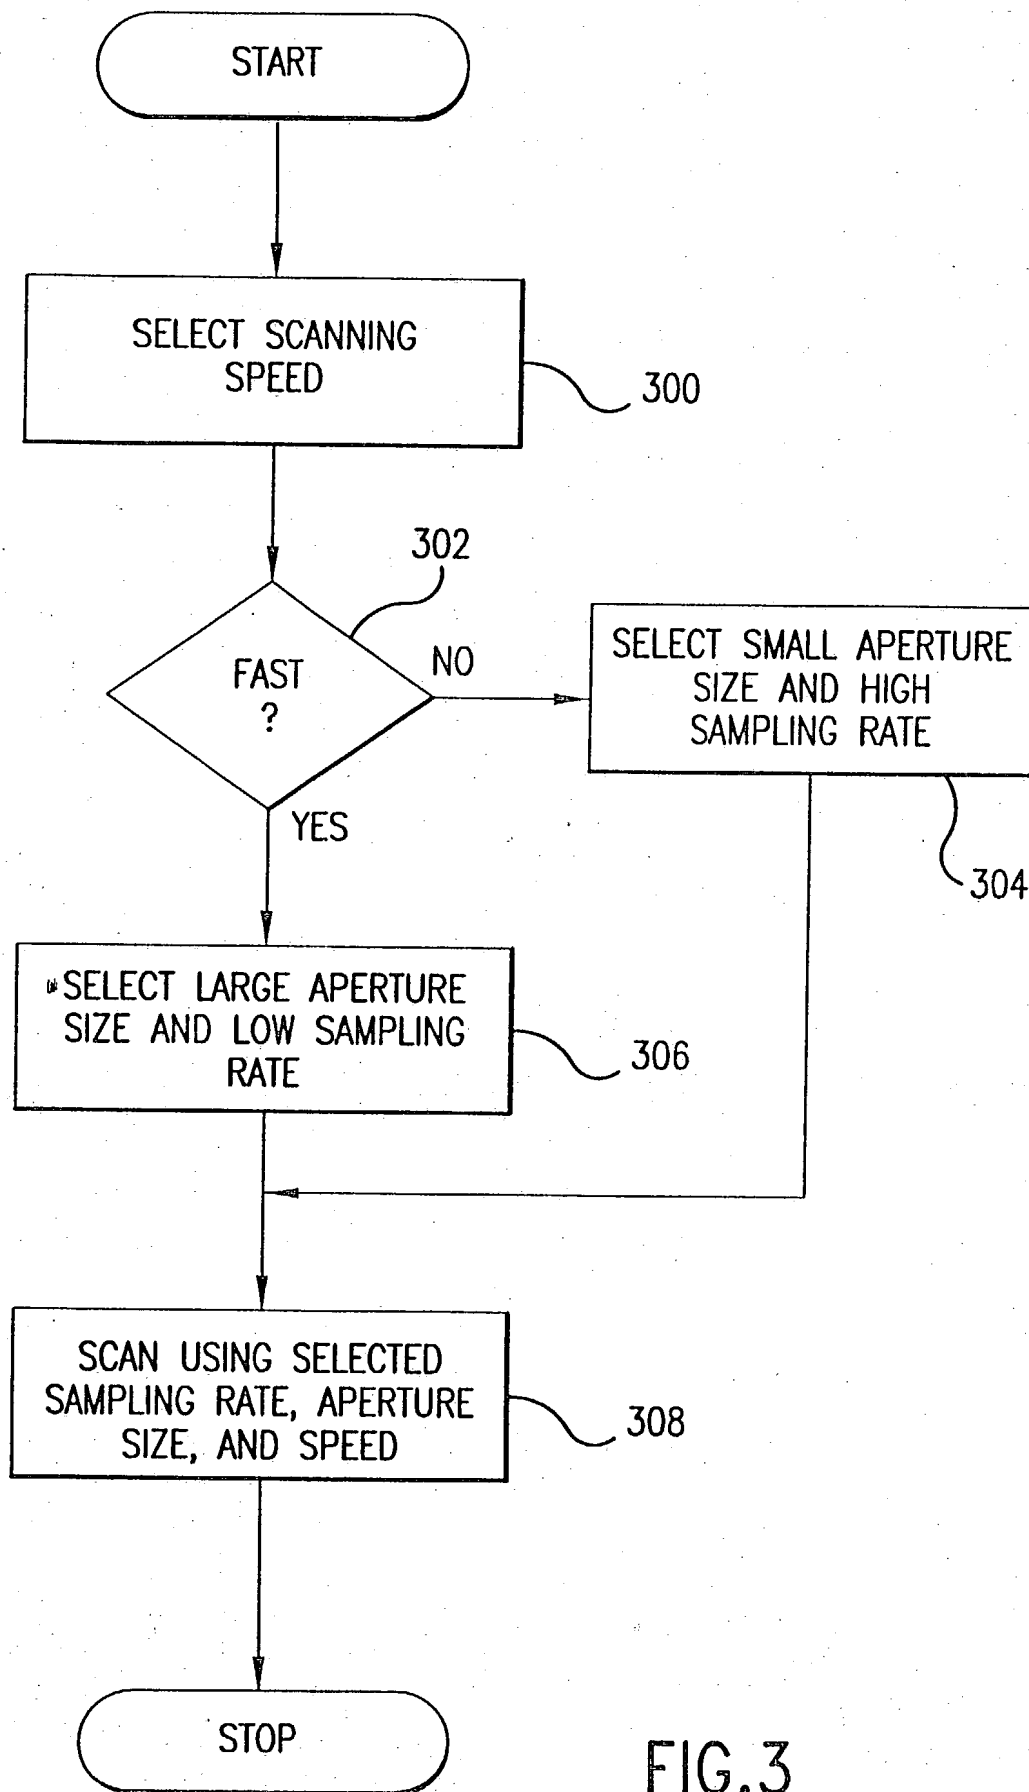 START
SELECT SCANNING
SPEED
300
302
FAST
?
NO
YES
SELECT SMALL APERTURE
SIZE AND HIGH
SAMPLING RATE
304
SELECT LARGE APERTURE
SIZE AND LOW SAMPLING
RATE
306
SCAN USING SELECTED
SAMPLING RATE, APERTURE
SIZE, AND SPEED
308
STOP
FIG.3